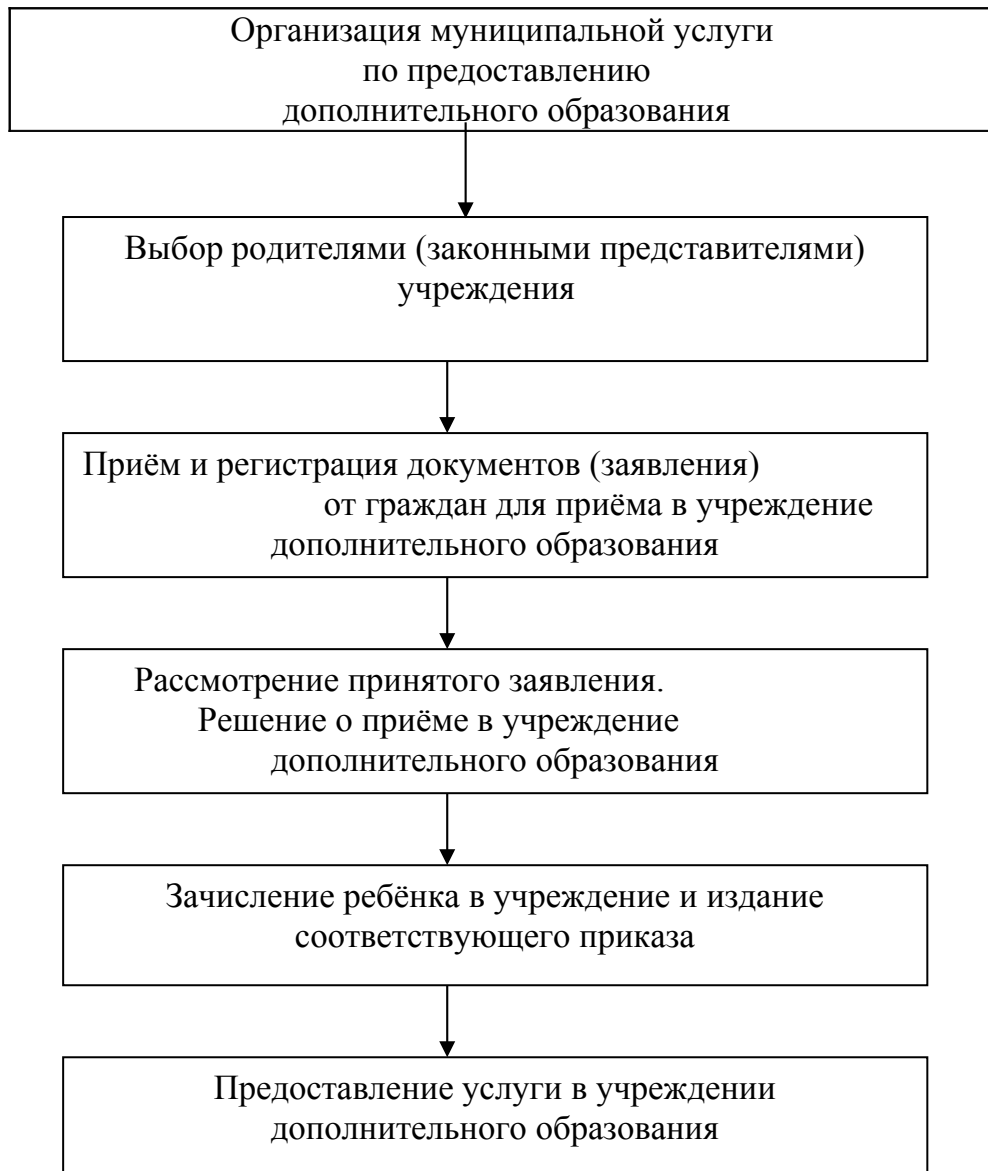 Организация муниципальной услуги
по предоставлению
дополнительного образования
Выбор родителями (законными представителями)
учреждения
Приём и регистрация документов (заявления)
от граждан для приёма в учреждение
дополнительного образования
Рассмотрение принятого заявления.
Решение о приёме в учреждение
дополнительного образования
Зачисление ребёнка в учреждение и издание
соответствующего приказа
Предоставление услуги в учреждении
дополнительного образования